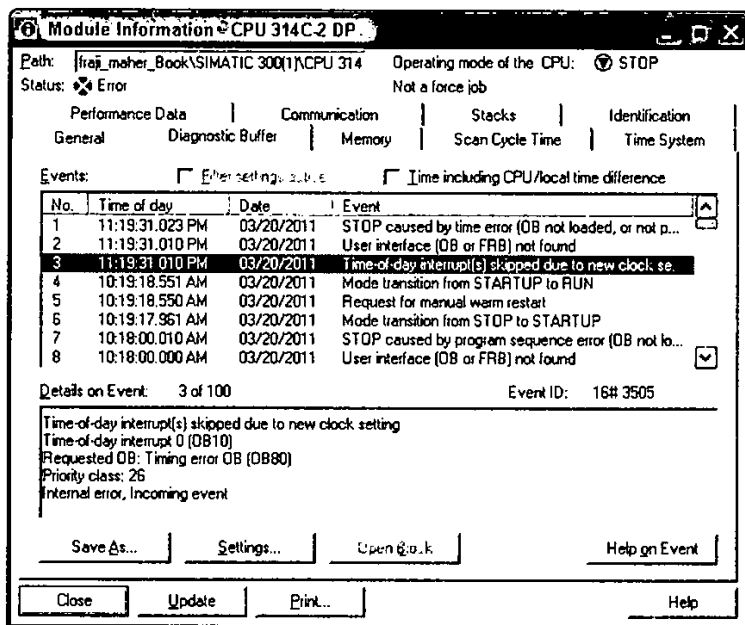 Module Information - CPU 314C-2 DP
Path: fraji_maher_Book\SIMATIC 300(1)\CPU 314 Operating mode of the CPU: STOP
Status: Error Not a force job
Performance Data Communication Stacks Identification
General Diagnostic Buffer Memory Scan Cycle Time Time System
Events: Filter settings active Time including CPU/local time difference
No. Time of day Date Event
1 11:19:31.023 PM 03/20/2011 STOP caused by time error (OB not loaded, or not p...
2 11:19:31.010 PM 03/20/2011 User interface (OB or FRB) not found
3 11:19:31.010 PM 03/20/2011 Time-of-day interrupt(s) skipped due to new clock se.
4 10:19:18.551 AM 03/20/2011 Mode transition from STARTUP to RUN
5 10:19:18.550 AM 03/20/2011 Request for manual warm restart
6 10:19:17.961 AM 03/20/2011 Mode transition from STOP to STARTUP
7 10:18:00.010 AM 03/20/2011 STOP caused by program sequence error (OB not lo...
8 10:18:00.000 AM 03/20/2011 User interface (OB or FRB) not found
Details on Event: 3 of 100 Event ID: 16# 3505
Time-of-day interrupt(s) skipped due to new clock setting
Time-of-day interrupt 0 (OB10)
Requested OB: Timing error OB (OB80)
Priority class: 26
Internal error, Incoming event
Save As... Settings... Open Block Help on Event
Close Update Print... Help